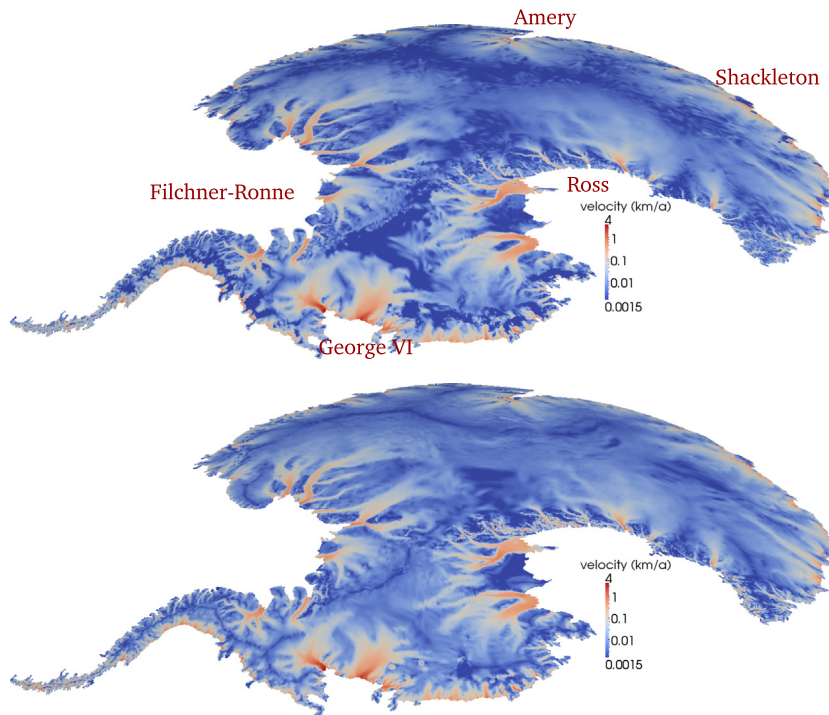 Amery
Shackleton
Filchner-Ronne
Ross
velocity (km/a)
4
1
0.1
0.01
0.0015
George VI
velocity (km/a)
4
1
0.1
0.01
0.0015